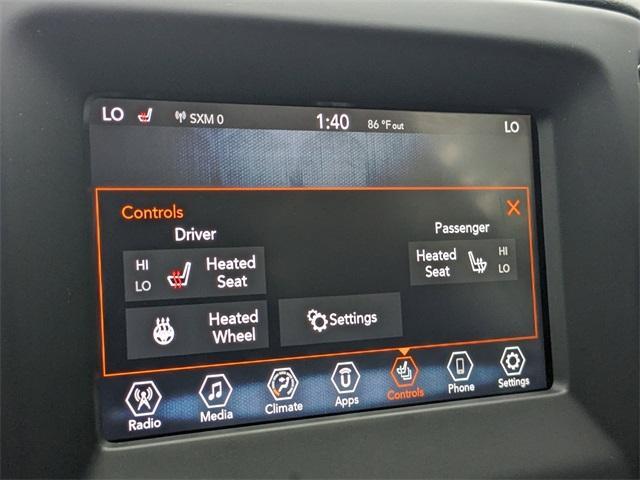 LO SXM 0 1:40 86 °F out LO
Controls X
Driver Passenger
HI
LO
Heated
Seat
Heated
Seat
HI
LO
Heated
Wheel
Settings
Radio Media Climate Apps Controls Phone Settings